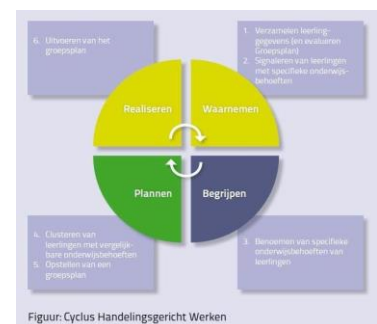 6. Uitvoeren van het
groepsplan
1. Verzamelen leerling-
gegevens (en evalueren
Groepsplan)
2. Signaleren van leerlingen
met specifieke onderwijs-
behoeften
Realiseren
Waarnemen
Plannen
Begrijpen
4. Clusteren van
leerlingen met vergelijk-
bare onderwijsbehoeften
5. Opstellen van een
groepsplan
3. Benoemen van specifieke
onderwijsbehoeften van
leerlingen
Figuur: Cyclus Handelingsgericht Werken